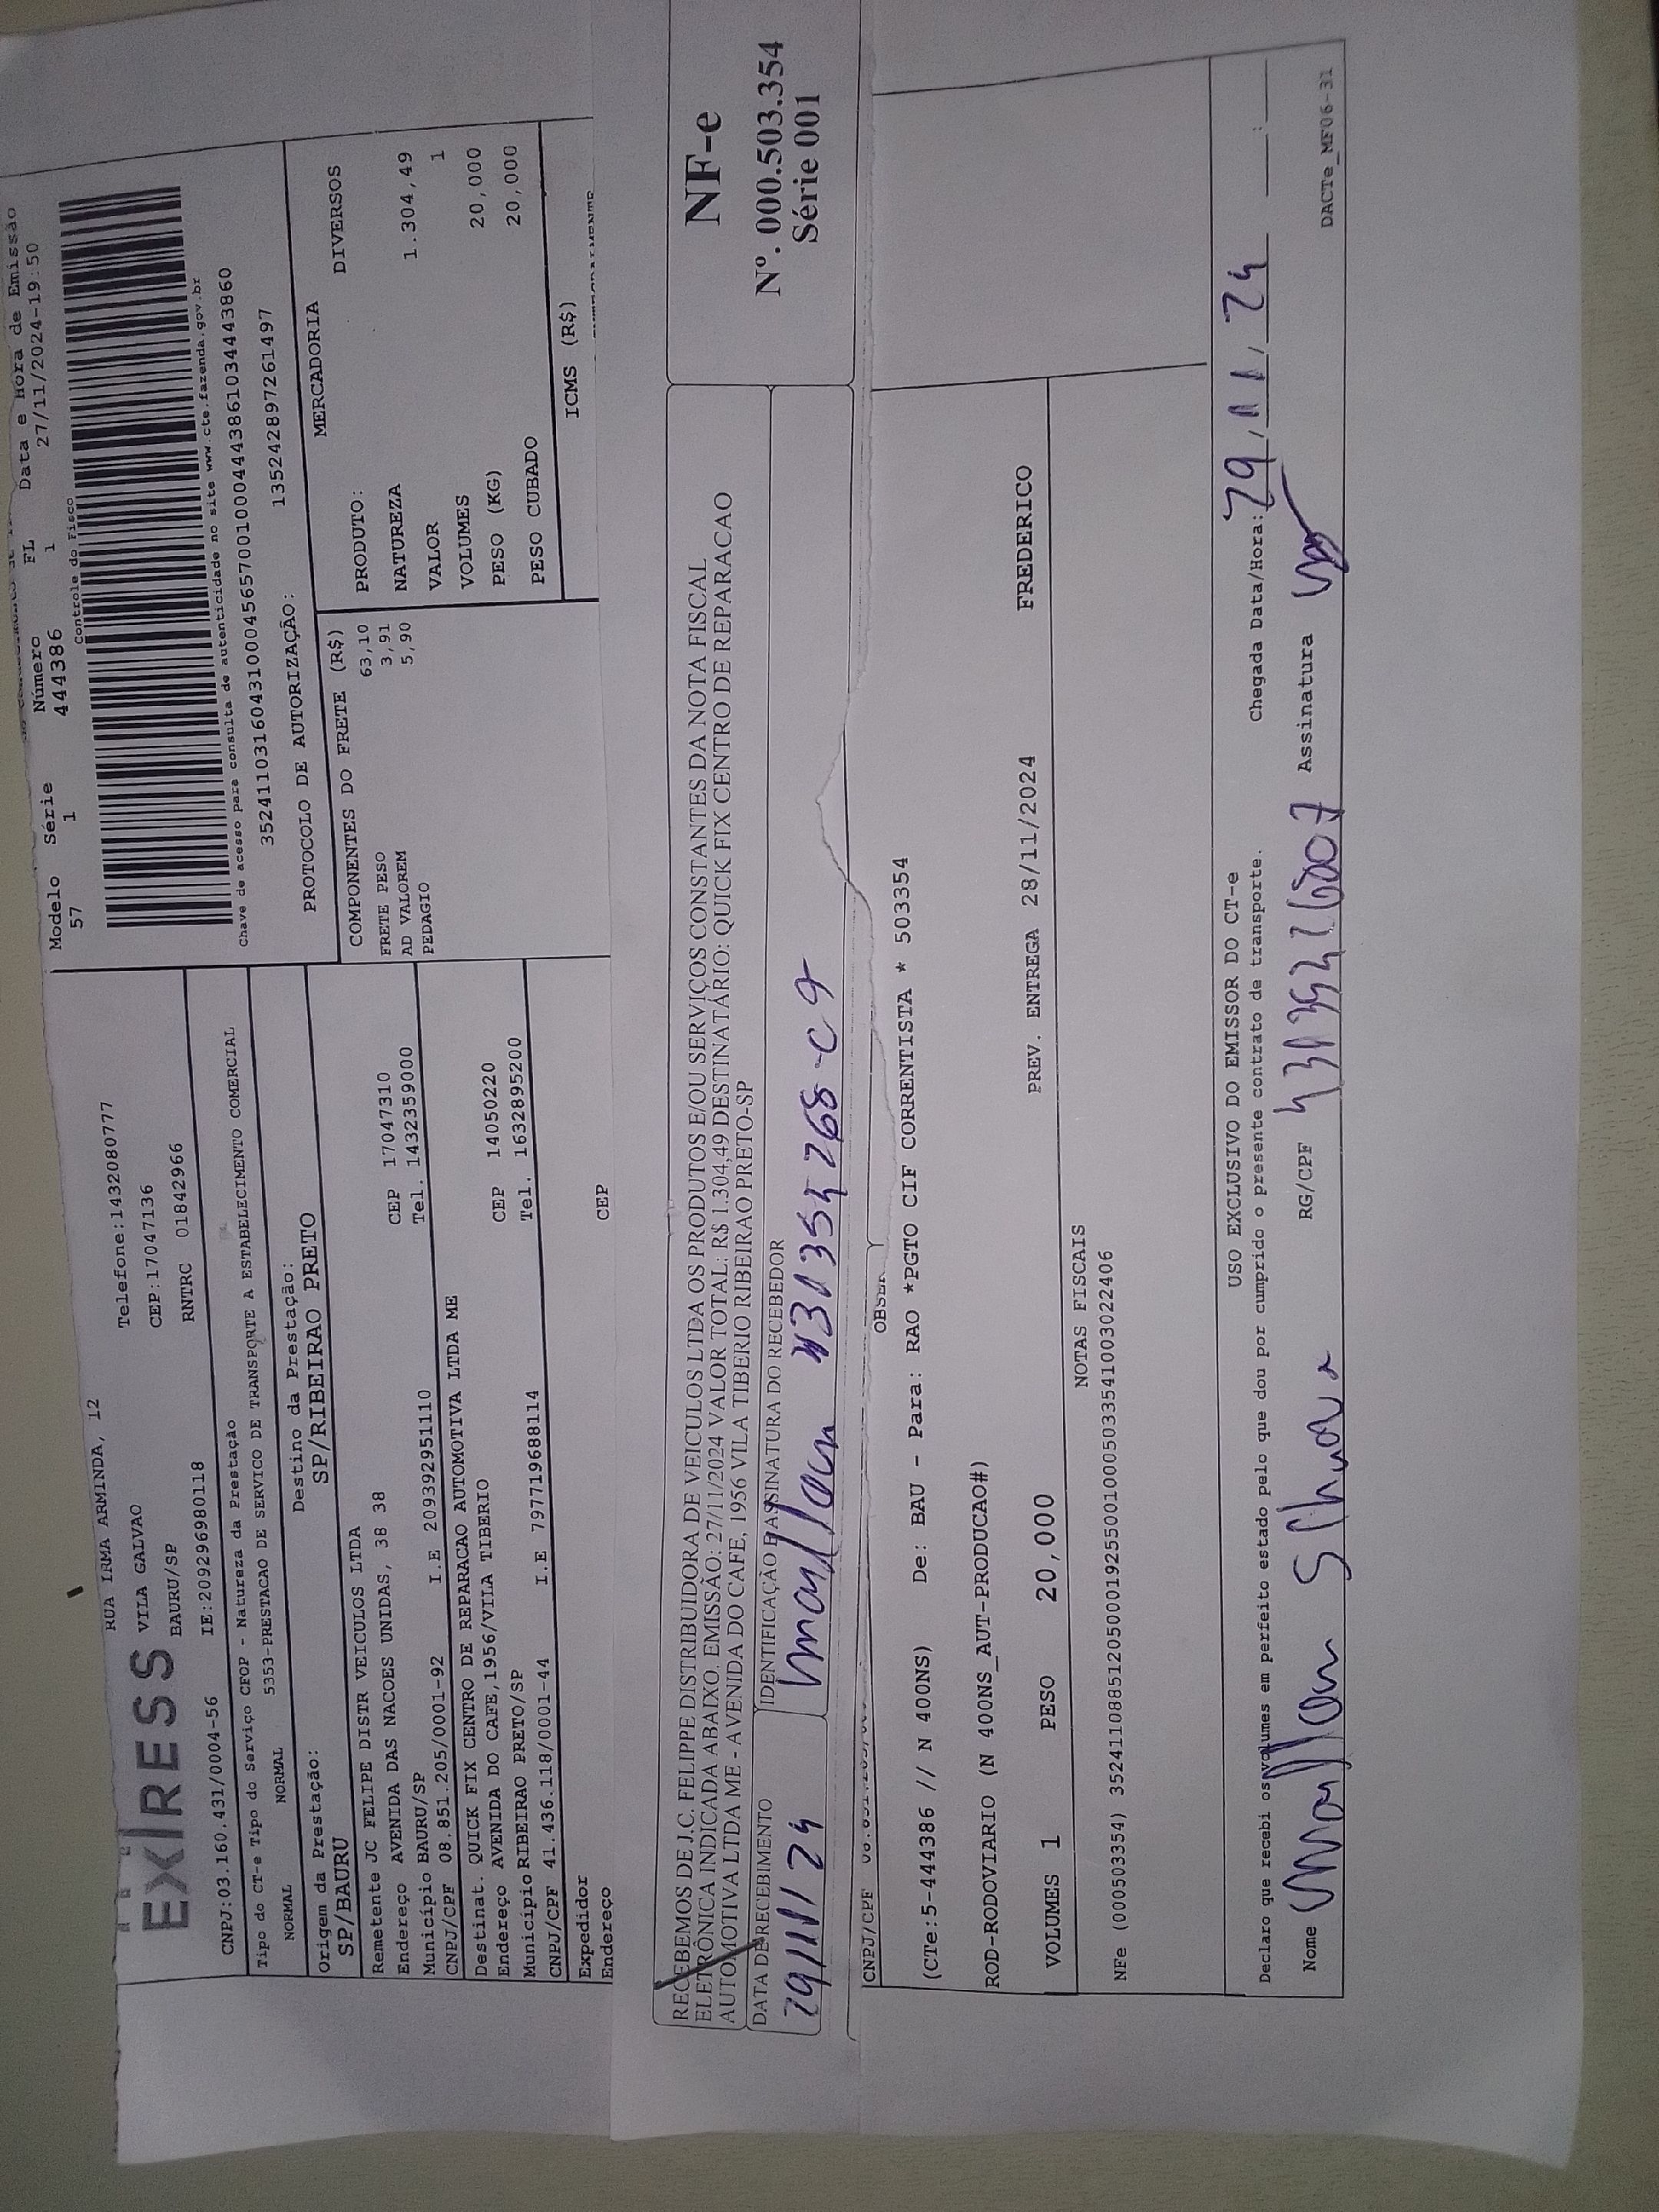 Data e Hora de Emissão
Modelo Série Número FL 27/11/2024-19:50
57 1 444386 1
Controle do Fisco
EXPRESS
RUA IRMA ARMINDA, 12
VILA GALVAO
BAURU/SP
Telefone:1432080777
CEP:17047136
CNPJ:03.160.431/0004-56 IE:209296980118 RNTRC 01842966
Chave de acesso para consulta de autenticidade no site www.cte.fazenda.gov.br
35241103160431000456570010004443861034443860
PROTOCOLO DE AUTORIZAÇÃO: 135242897261497
Tipo do CT-e Tipo do Serviço CFOP - Natureza da Prestação
NORMAL NORMAL 5353-PRESTACAO DE SERVICO DE TRANSPORTE A ESTABELECIMENTO COMERCIAL
Origem da Prestação: Destino da Prestação:
SP/BAURU SP/RIBEIRAO PRETO
Remetente JC FELIPE DISTR VEICULOS LTDA
Endereço AVENIDA DAS NACOES UNIDAS, 38 38 CEP 17047310
Município BAURU/SP Tel. 1432359000
CNPJ/CPF 08.851.205/0001-92 I.E 209392951110
Destinat. QUICK FIX CENTRO DE REPARACAO AUTOMOTIVA LTDA ME
Endereço AVENIDA DO CAFE,1956/VILA TIBERIO CEP 14050220
Município RIBEIRAO PRETO/SP Tel. 1632895200
CNPJ/CPF 41.436.118/0001-44 I.E 797719688114
Expedidor
Endereço CEP
COMPONENTES DO FRETE (R$)
FRETE PESO 63,10
AD VALOREM 3,91
PEDAGIO 5,90
MERCADORIA
PRODUTO: DIVERSOS
NATUREZA
VALOR 1.304,49
VOLUMES 1
PESO (KG) 20,000
PESO CUBADO 20,000
ICMS (R$)
RECEBEMOS DE J.C. FELIPPE DISTRIBUIDORA DE VEICULOS LTDA OS PRODUTOS E/OU SERVIÇOS CONSTANTES DA NOTA FISCAL
ELETRÔNICA INDICADA ABAIXO. EMISSÃO: 27/11/2024 VALOR TOTAL: R$ 1.304,49 DESTINATÁRIO: QUICK FIX CENTRO DE REPARACAO
AUTOMOTIVA LTDA ME - AVENIDA DO CAFE, 1956 VILA TIBERIO RIBEIRAO PRETO-SP
DATA DE RECEBIMENTO IDENTIFICAÇÃO E ASSINATURA DO RECEBEDOR
29/11/24
NF-e
Nº. 000.503.354
Série 001
CNPJ/CPF
(CTe:5-444386 // N 400NS) De: BAU - Para: RAO *PGTO CIF CORRENTISTA * 503354
ROD-RODOVIARIO (N 400NS_AUT-PRODUCAO#)
PREV. ENTREGA 28/11/2024 FREDERICO
VOLUMES 1 PESO 20,000
NOTAS FISCAIS
NFe (000503354) 35241108851205000192550010005033541003022406
USO EXCLUSIVO DO EMISSOR DO CT-e
Declaro que recebi os volumes em perfeito estado pelo que dou por cumprido o presente contrato de transporte. Chegada Data/Hora: 29/11/24
Nome RG/CPF Assinatura
DACTe_MF06-31